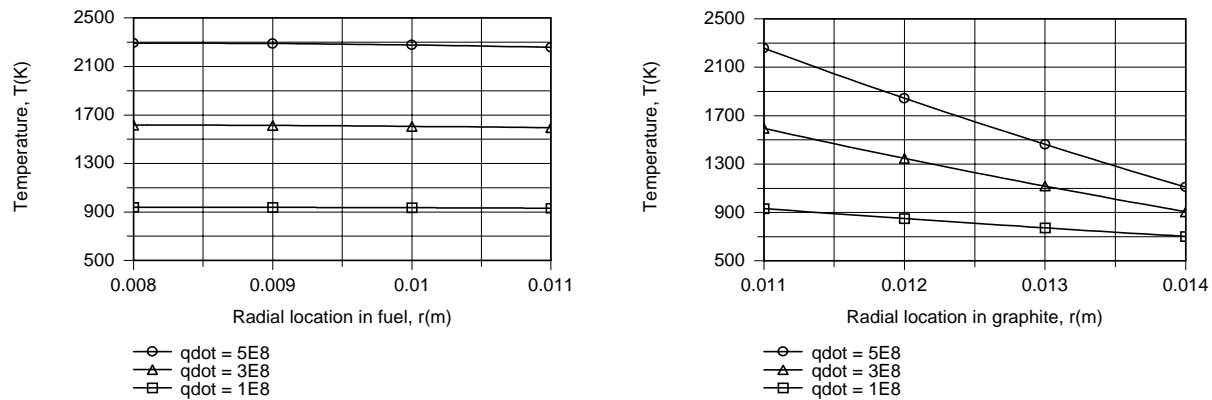 Temperature, T(K)
2500
2100
1700
1300
900
500
0.008
0.009
0.01
0.011
Radial location in fuel, r(m)
qdot = 5E8
qdot = 3E8
qdot = 1E8
Temperature, T(K)
2500
2100
1700
1300
900
500
0.011
0.012
0.013
0.014
Radial location in graphite, r(m)
qdot = 5E8
qdot = 3E8
qdot = 1E8